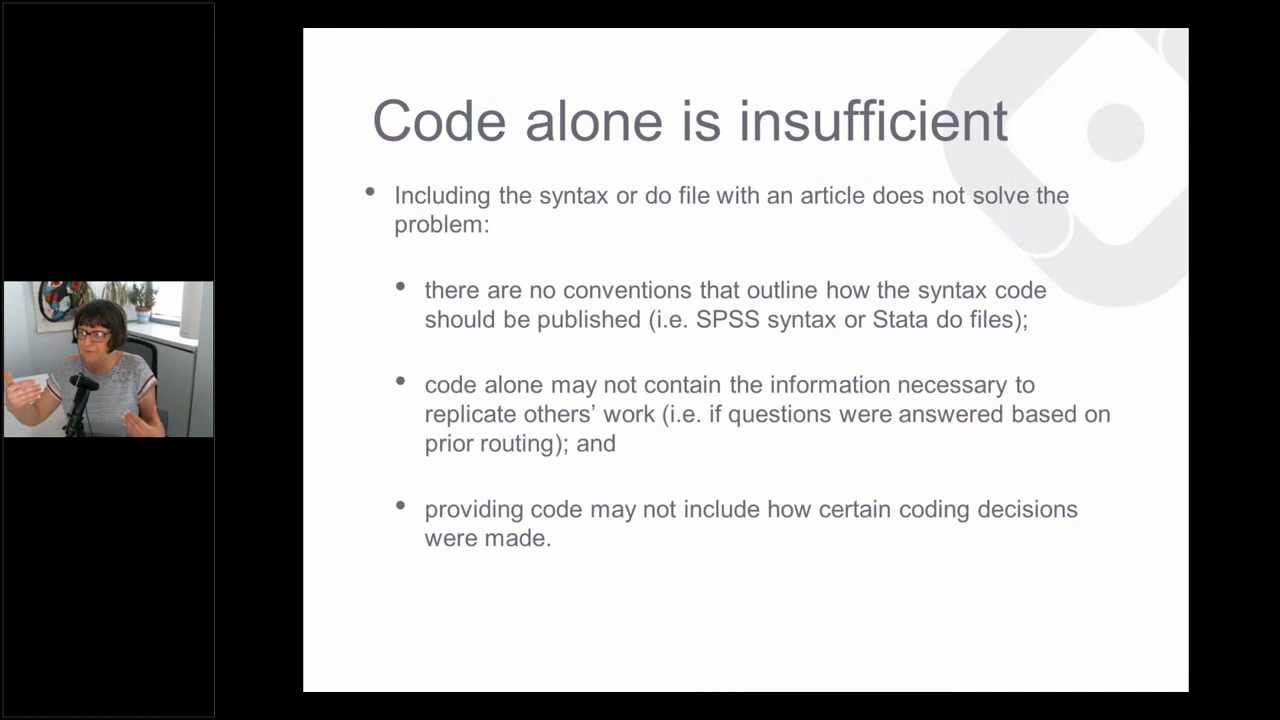 Code alone is insufficient
• Including the syntax or do file with an article does not solve the
problem:
• there are no conventions that outline how the syntax code
should be published (i.e. SPSS syntax or Stata do files);
• code alone may not contain the information necessary to
replicate others’ work (i.e. if questions were answered based on
prior routing); and
• providing code may not include how certain coding decisions
were made.